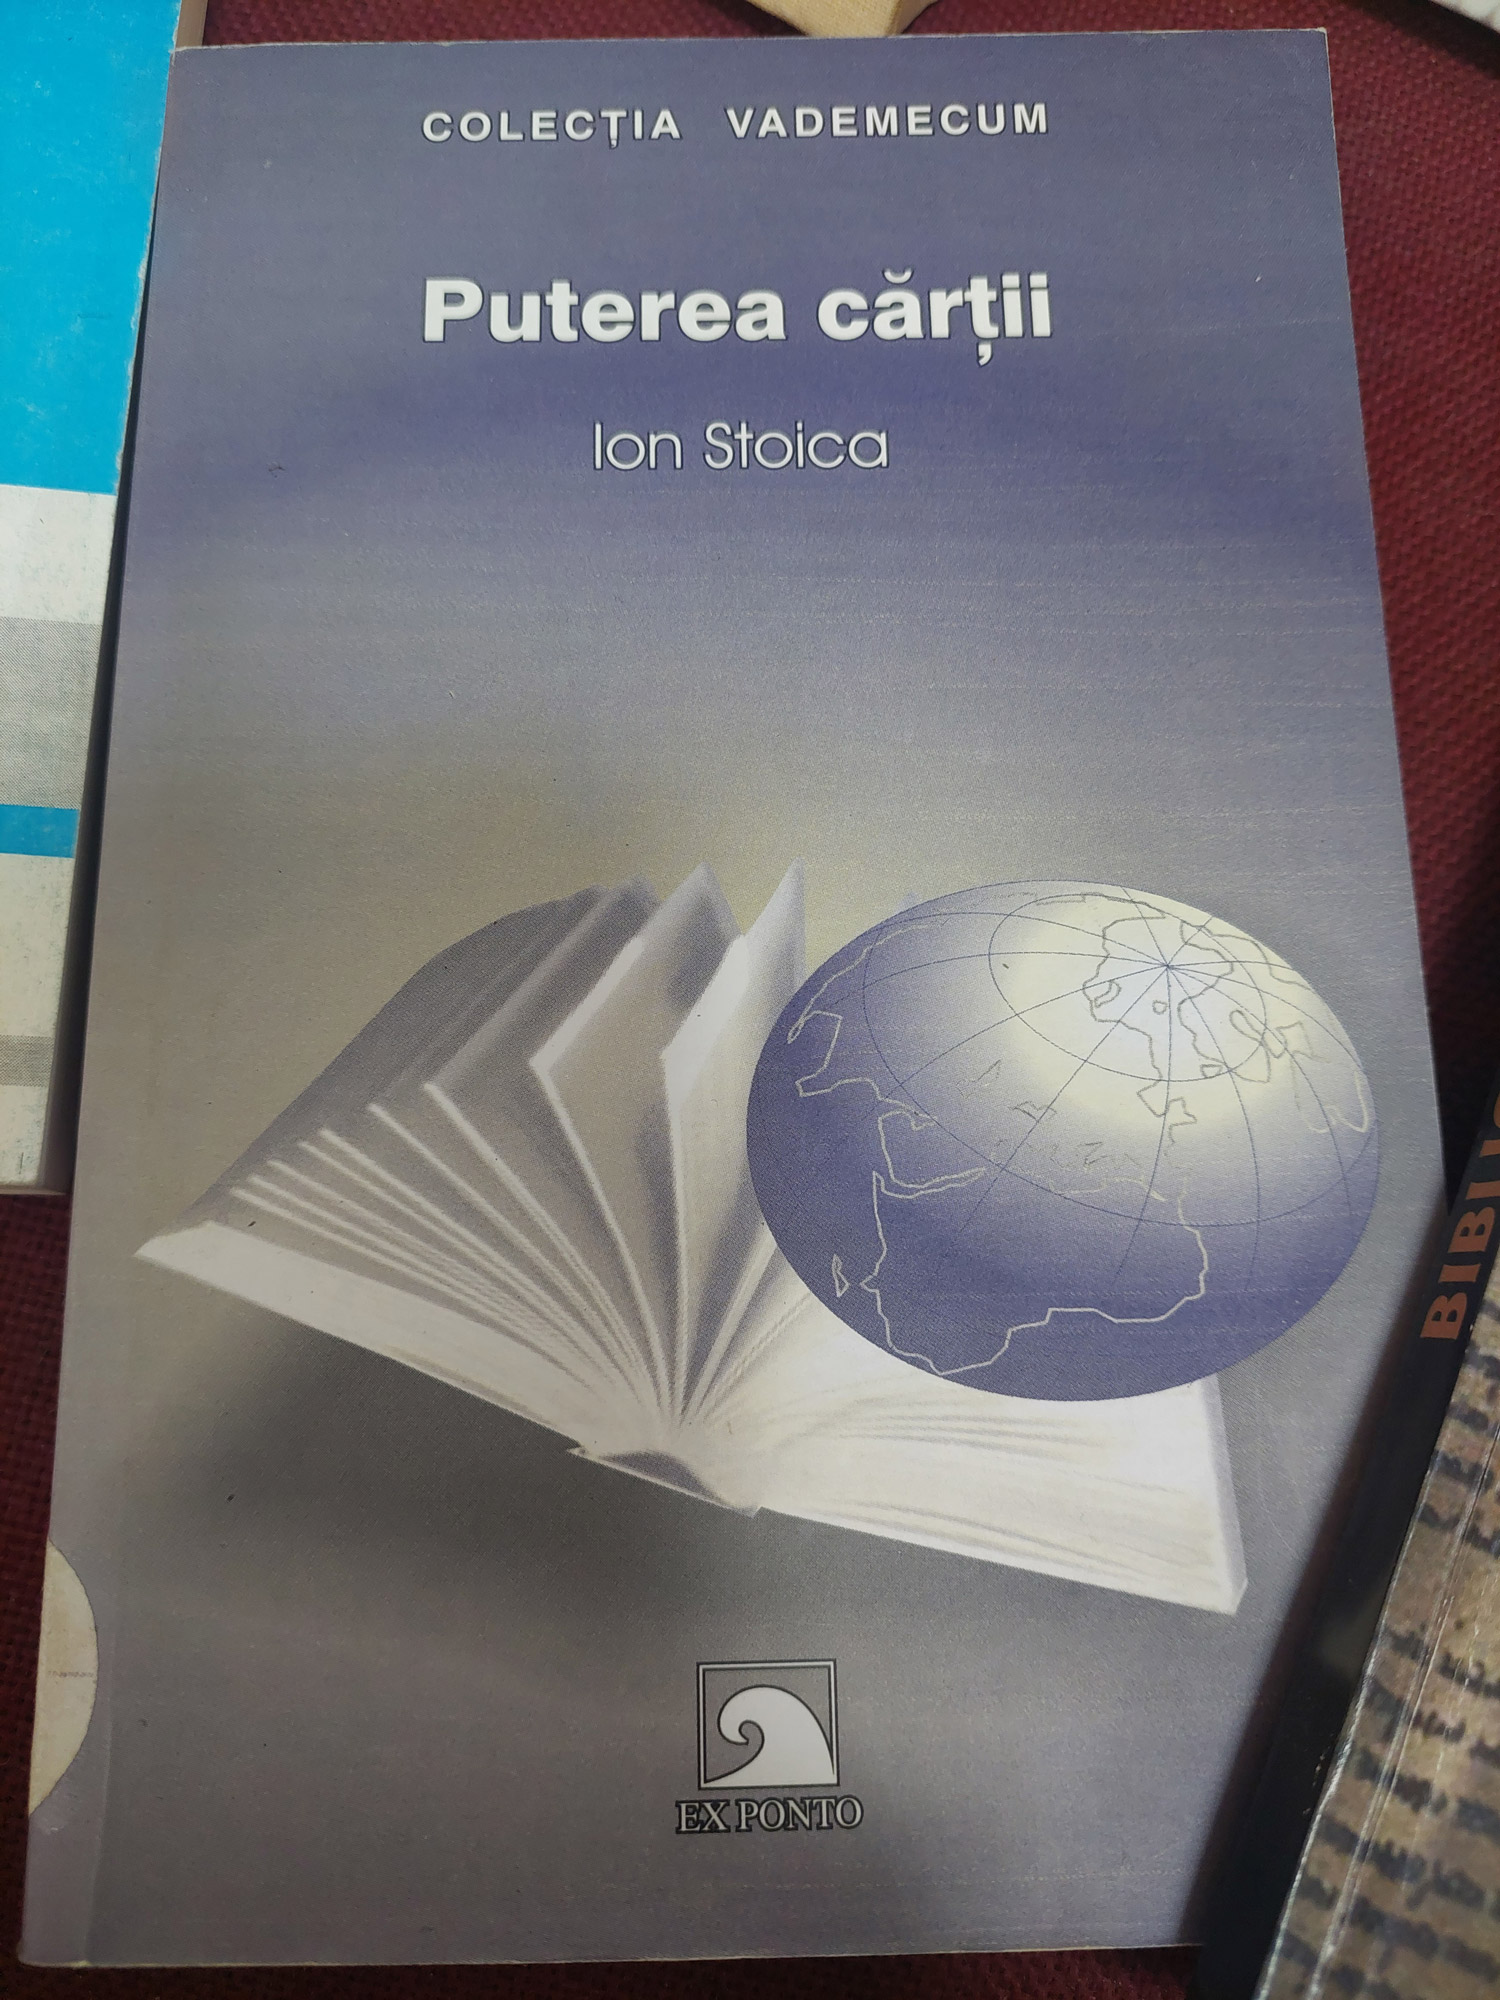 COLECȚIA VADEMECUM
Puterea cărții
Ion Stoica
EX PONTO